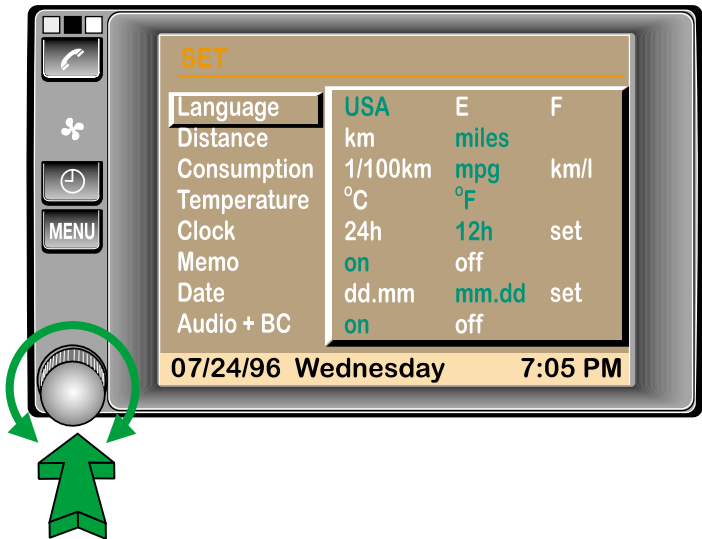 SET
Language USA E F
Distance km miles
Consumption 1/100km mpg km/l
Temperature °C °F
Clock 24h 12h set
Memo on off
Date dd.mm mm.dd set
Audio + BC on off
MENU
07/24/96 Wednesday 7:05 PM